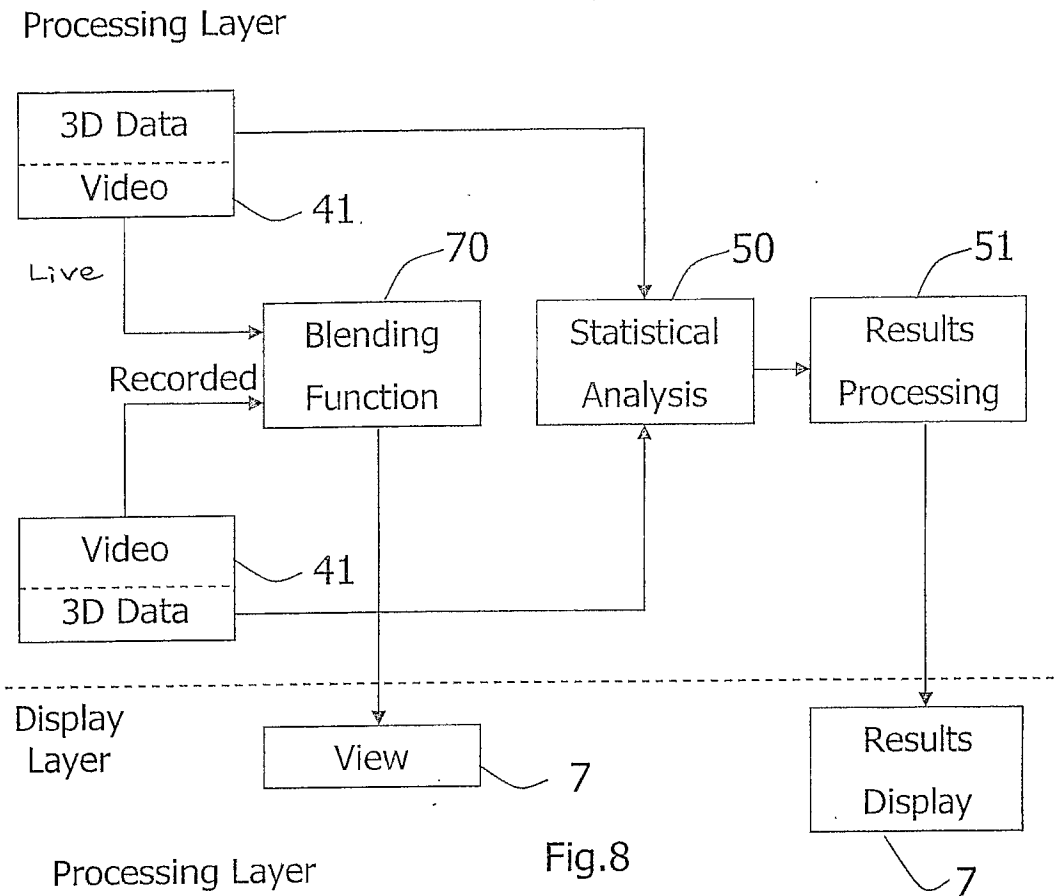 Processing Layer
3D Data
Video
41
Live
70
50
51
Blending
Function
Statistical
Analysis
Results
Processing
Recorded
Video
41
3D Data
Display
Layer
View
7
Results
Display
7
Fig.8
Processing Layer